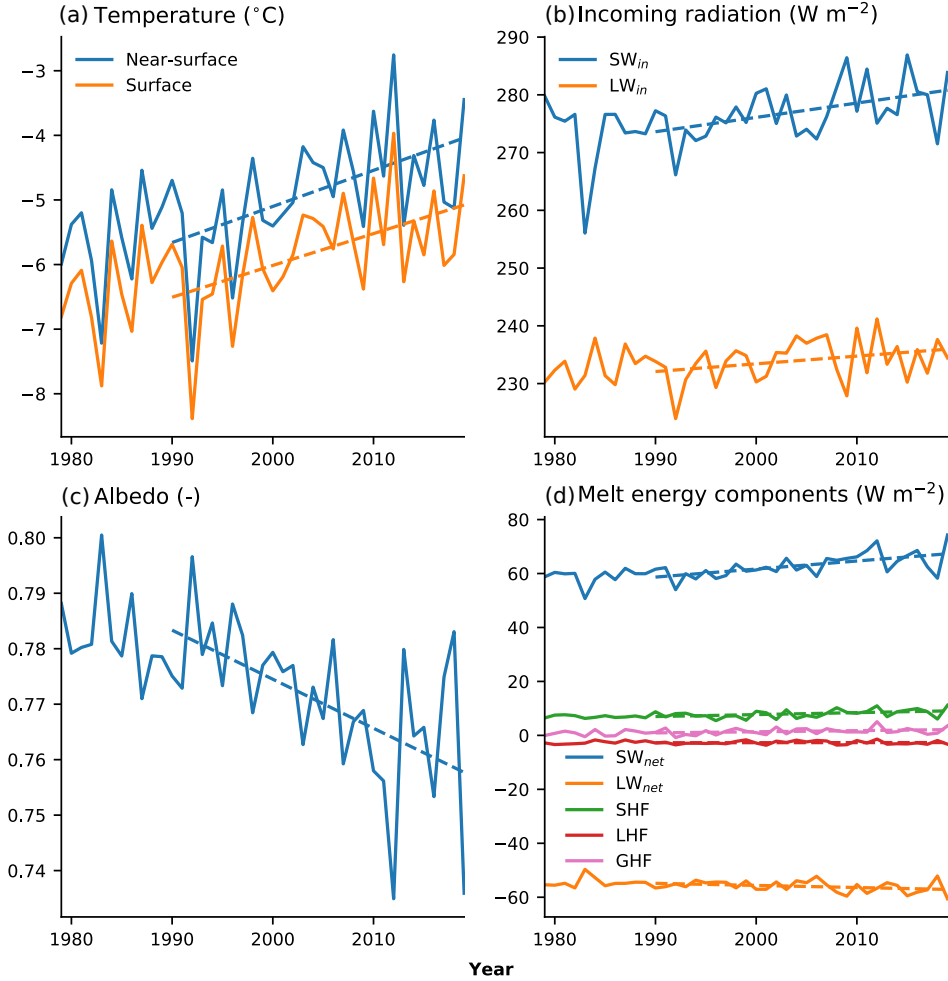 (a) Temperature (°C)
−3
−4
−5
−6
−7
−8
Near-surface
Surface
1980 1990 2000 2010
(b) Incoming radiation (W m−2)
290
280
270
260
250
240
230
SWin
LWin
1980 1990 2000 2010
(c) Albedo (-)
0.80
0.79
0.78
0.77
0.76
0.75
0.74
1980 1990 2000 2010
(d) Melt energy components (W m−2)
80
60
40
20
0
−20
−40
−60
SWnet
LWnet
SHF
LHF
GHF
1980 1990 2000 2010
Year